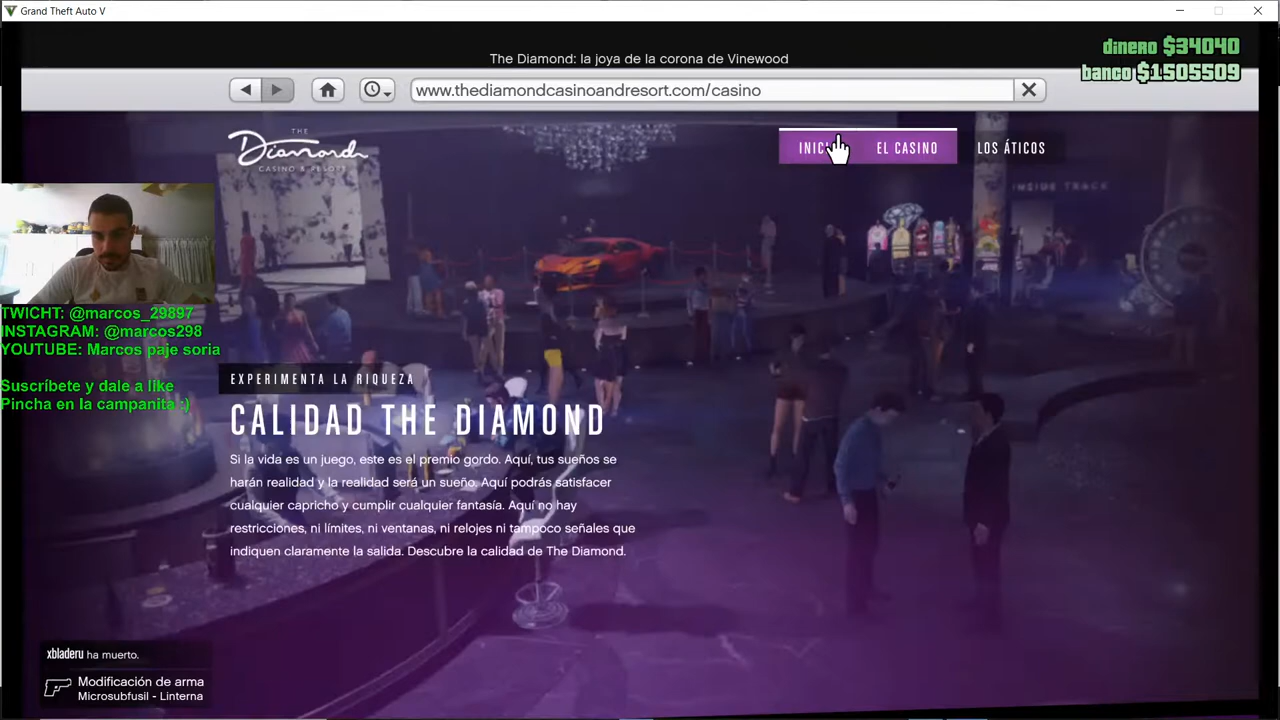 Grand Theft Auto V
dinero $34040
banco $1505509
The Diamond: la joya de la corona de Vinewood
www.thediamondcasinoandresort.com/casino
THE
Diamond
CASINO & RESORT
EL CASINO
LOS ÁTICOS
INSIDE TRACK
TWICHT: @marcos_29897
INSTAGRAM: @marcos298
YOUTUBE: Marcos paje soria
Suscríbete y dale a like
Pincha en la campanita :)
EXPERIMENTA LA RIQUEZA
CALIDAD THE DIAMOND
Si la vida es un juego, este es el premio gordo. Aquí, tus sueños se
harán realidad y la realidad será un sueño. Aquí podrás satisfacer
cualquier capricho y cumplir cualquier fantasía. Aquí no hay
restricciones, ni límites, ni ventanas, ni relojes ni tampoco señales que
indiquen claramente la salida. Descubre la calidad de The Diamond.
xbladeru ha muerto.
Modificación de arma
Microsubfusil - Linterna